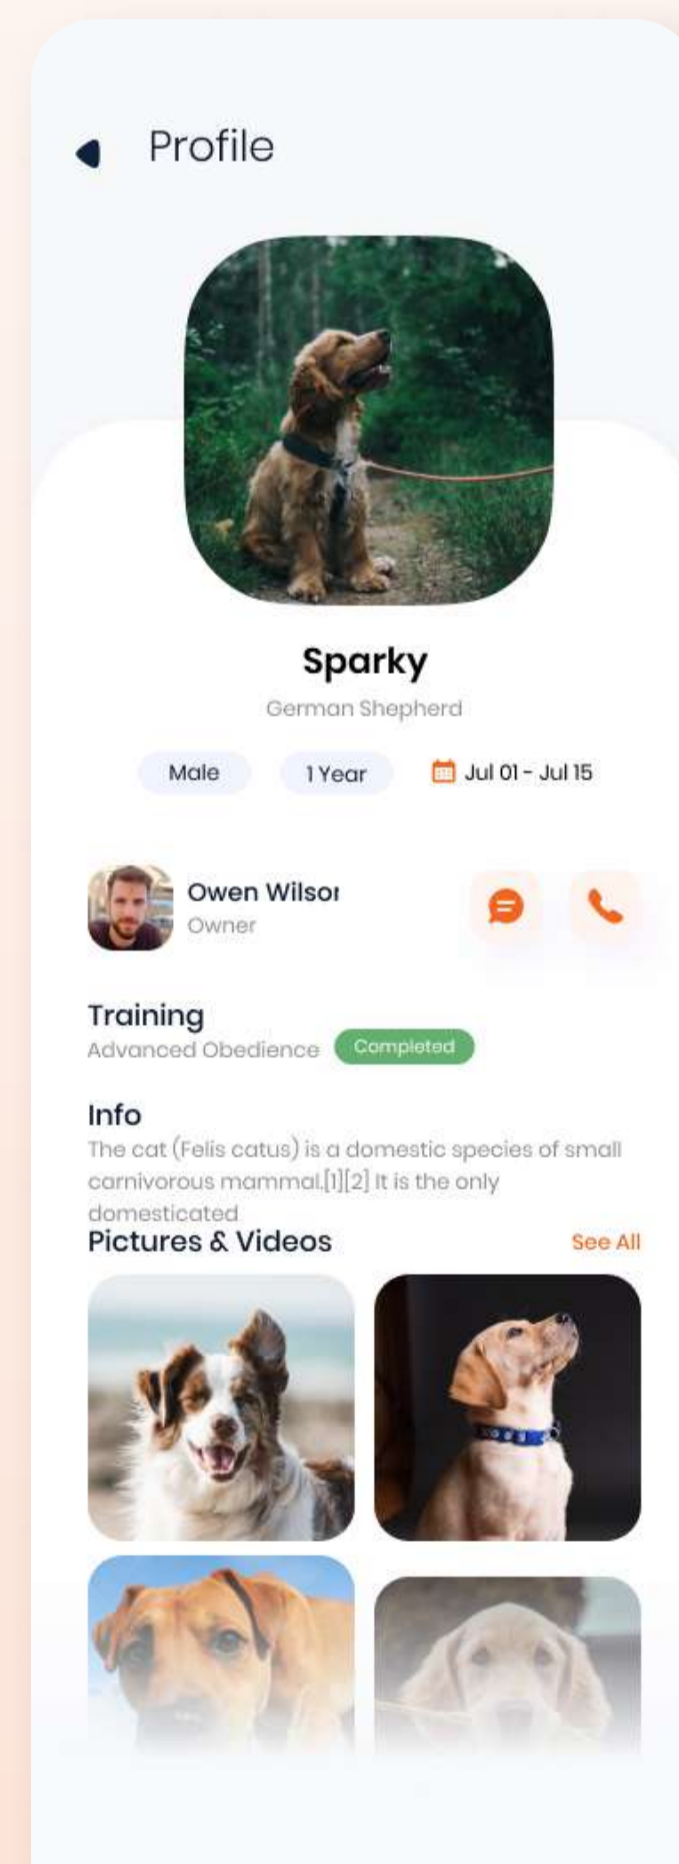 Profile
Sparky
German Shepherd
Male
1 Year
Jul 01 - Jul 15
Owen Wilsor
Owner
Training
Advanced Obedience
Completed
Info
The cat (Felis catus) is a domestic species of small
carnivorous mammal.[1][2] It is the only
domesticated
Pictures & Videos
See All